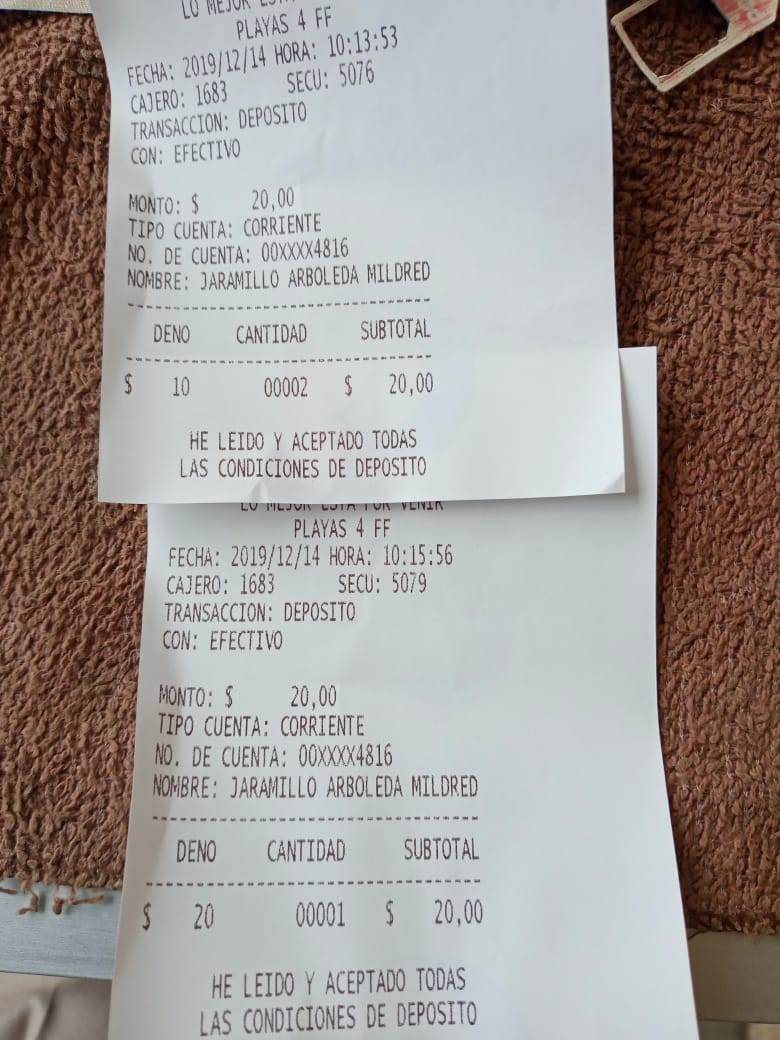 LO MEJOR ESTA
PLAYAS 4 FF
FECHA: 2019/12/14 HORA: 10:13:53
CAJERO: 1683 SECU: 5076
TRANSACCION: DEPOSITO
CON: EFECTIVO
MONTO: $ 20,00
TIPO CUENTA: CORRIENTE
NO. DE CUENTA: 00XXXX4816
NOMBRE: JARAMILLO ARBOLEDA MILDRED
--------------------------------
DENO CANTIDAD SUBTOTAL
--------------------------------
$ 10 00002 $ 20,00
HE LEIDO Y ACEPTADO TODAS
LAS CONDICIONES DE DEPOSITO
LO MEJOR ESTA POR VENIR
PLAYAS 4 FF
FECHA: 2019/12/14 HORA: 10:15:56
CAJERO: 1683 SECU: 5079
TRANSACCION: DEPOSITO
CON: EFECTIVO
MONTO: $ 20,00
TIPO CUENTA: CORRIENTE
NO. DE CUENTA: 00XXXX4816
NOMBRE: JARAMILLO ARBOLEDA MILDRED
--------------------------------
DENO CANTIDAD SUBTOTAL
--------------------------------
$ 20 00001 $ 20,00
HE LEIDO Y ACEPTADO TODAS
LAS CONDICIONES DE DEPOSITO